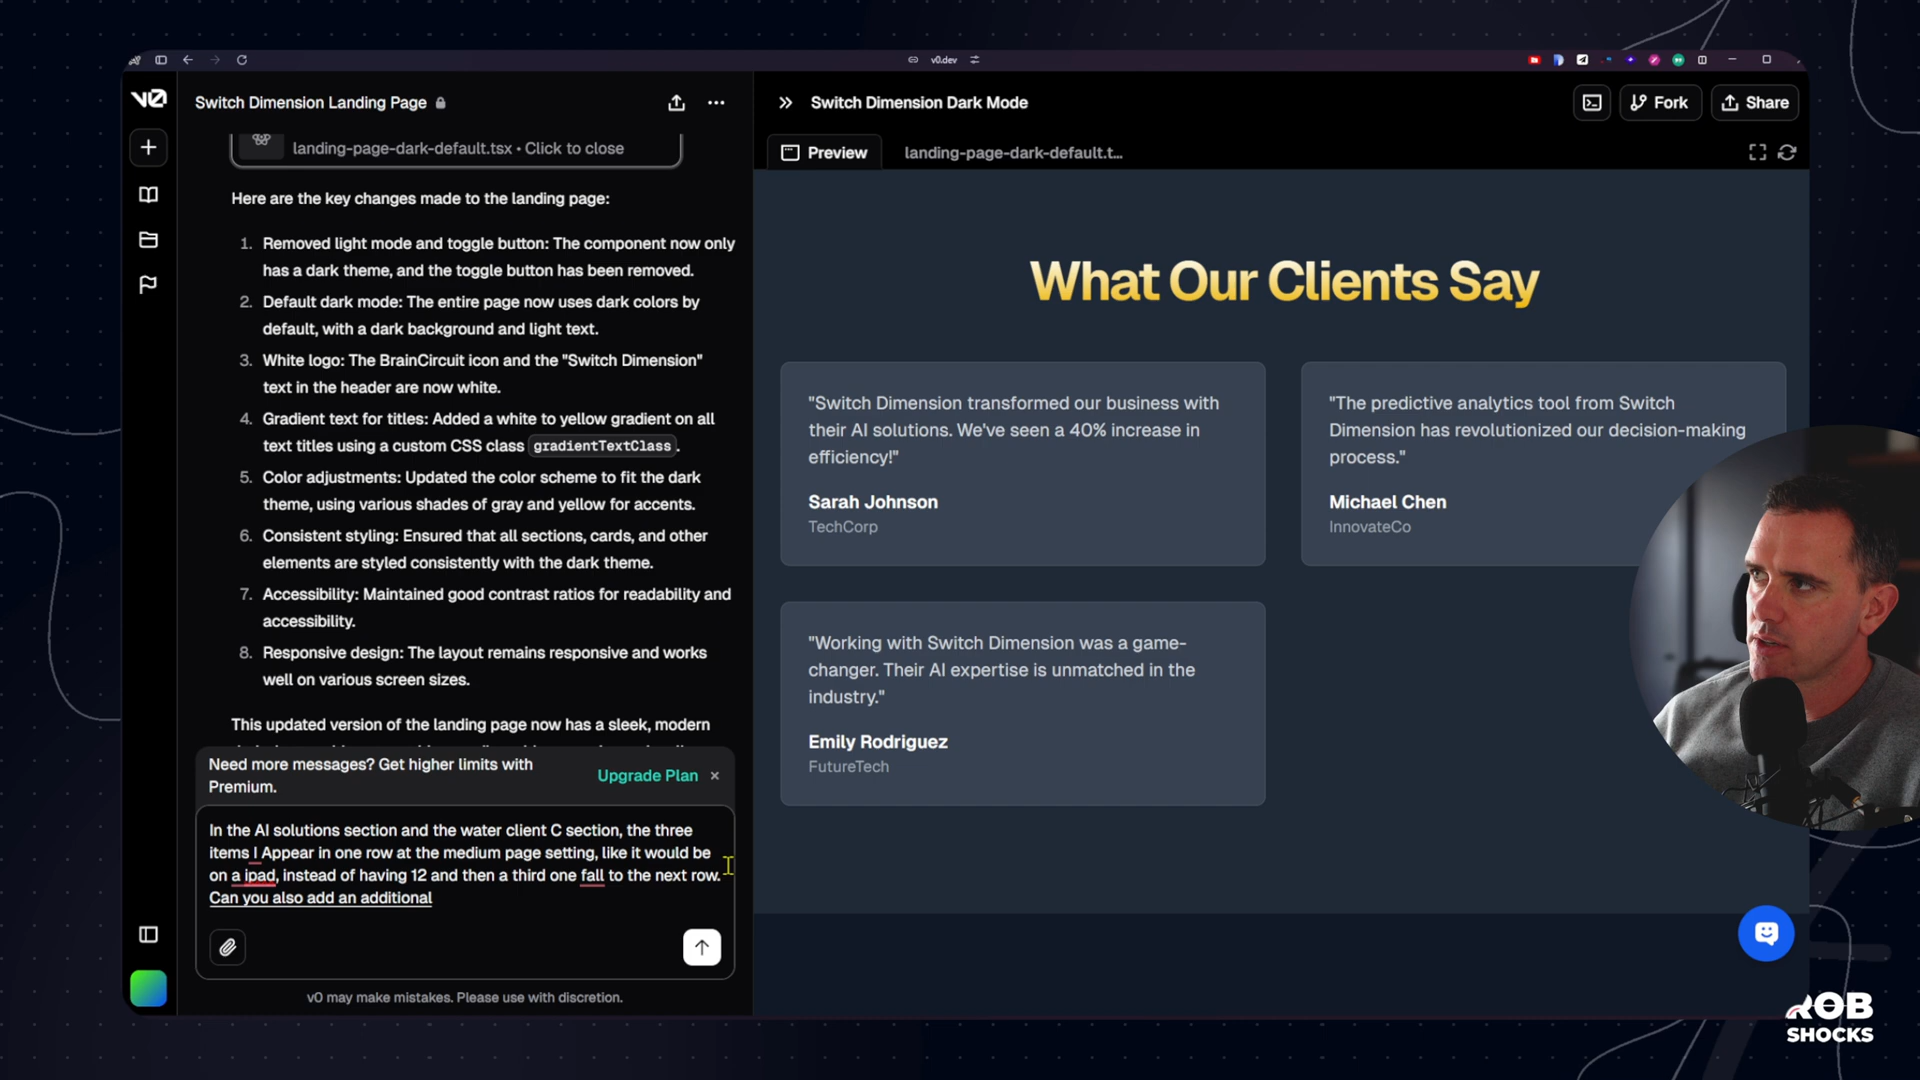 v0.dev
v0
Switch Dimension Landing Page
Switch Dimension Dark Mode
Fork
Share
landing-page-dark-default.tsx • Click to close
Preview
landing-page-dark-default.t...
Here are the key changes made to the landing page:
1. Removed light mode and toggle button: The component now only
has a dark theme, and the toggle button has been removed.
2. Default dark mode: The entire page now uses dark colors by
default, with a dark background and light text.
3. White logo: The BrainCircuit icon and the "Switch Dimension"
text in the header are now white.
4. Gradient text for titles: Added a white to yellow gradient on all
text titles using a custom CSS class gradientTextClass.
5. Color adjustments: Updated the color scheme to fit the dark
theme, using various shades of gray and yellow for accents.
6. Consistent styling: Ensured that all sections, cards, and other
elements are styled consistently with the dark theme.
7. Accessibility: Maintained good contrast ratios for readability and
accessibility.
8. Responsive design: The layout remains responsive and works
well on various screen sizes.
This updated version of the landing page now has a sleek, modern
Need more messages? Get higher limits with
Premium.
Upgrade Plan
In the AI solutions section and the water client C section, the three
items I Appear in one row at the medium page setting, like it would be
on a ipad, instead of having 12 and then a third one fall to the next row.
Can you also add an additional
v0 may make mistakes. Please use with discretion.
What Our Clients Say
"Switch Dimension transformed our business with
their AI solutions. We've seen a 40% increase in
efficiency!"
Sarah Johnson
TechCorp
"The predictive analytics tool from Switch
Dimension has revolutionized our decision-making
process."
Michael Chen
InnovateCo
"Working with Switch Dimension was a game-
changer. Their AI expertise is unmatched in the
industry."
Emily Rodriguez
FutureTech
ROB
SHOCKS